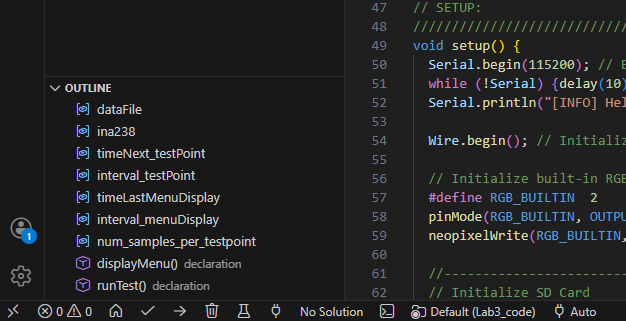 OUTLINE
dataFile
ina238
timeNext_testPoint
interval_testPoint
timeLastMenuDisplay
interval_menuDisplay
num_samples_per_testpoint
displayMenu() declaration
runTest() declaration
1
47 // SETUP:
48 ////////////////////////////
49 void setup() {
50 Serial.begin(115200); //
51 while (!Serial) {delay(10)
52 Serial.println("[INFO] Hel
53
54 Wire.begin(); // Initializ
55
56 // Initialize built-in RGB
57 #define RGB_BUILTIN 2
58 pinMode(RGB_BUILTIN, OUTPU
59 neopixelWrite(RGB_BUILTIN,
60
61 //------------------------
62 // Initialize SD Card
0 0 No Solution Default (Lab3_code) Auto